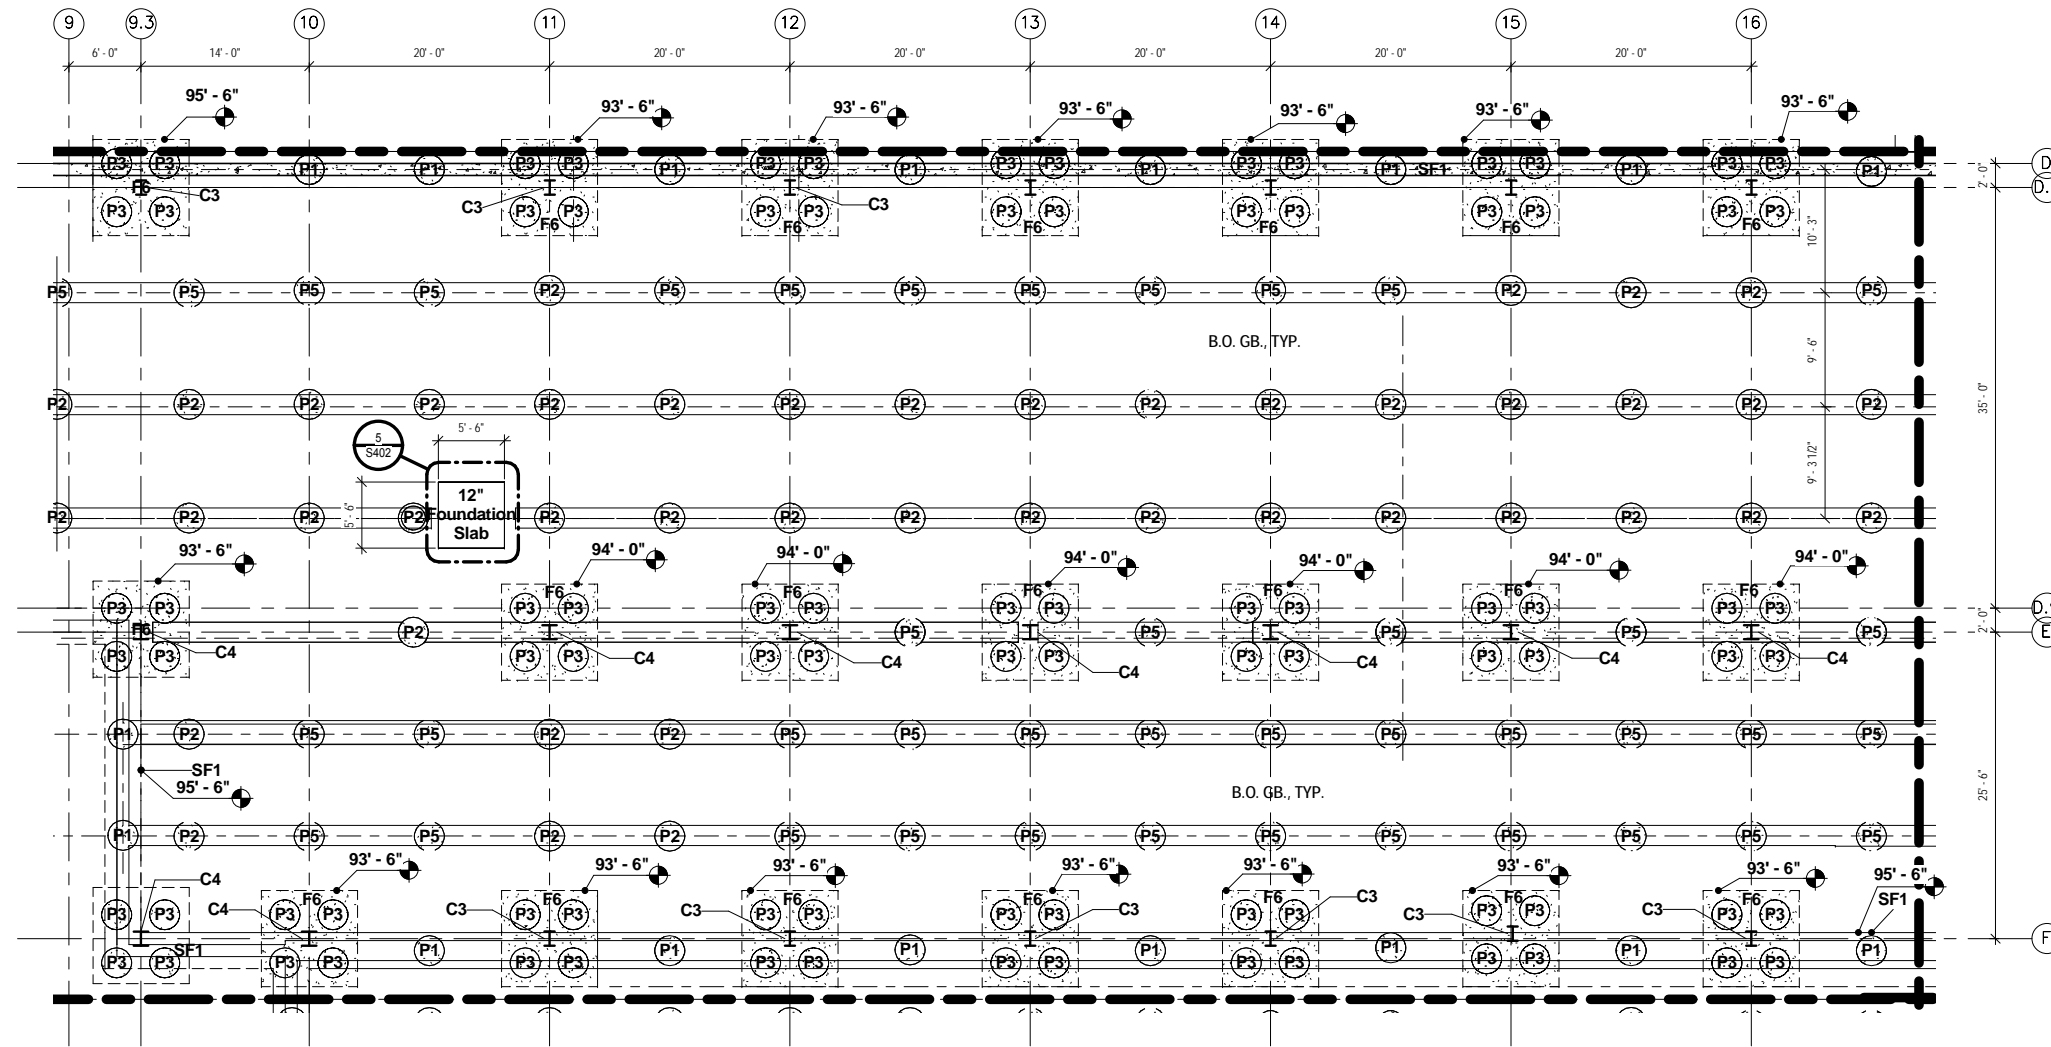 9 9.3 10 11 12 13 14 15 16
6' - 0" 14' - 0" 20' - 0" 20' - 0" 20' - 0" 20' - 0" 20' - 0" 20' - 0"
95' - 6" 93' - 6" 93' - 6" 93' - 6" 93' - 6" 93' - 6" 93' - 6"
P3 P3 P1 P1 P3 P3 P1 P3 P3 P1 P3 P3 P1 P3 P3 P1 SF1 P3 P3 P1 P3 P3 P1 D
F6 C3 C3 C3 2' - 0" D.
P3 P3 P3 P3 P3 P3 P3 P3 P3 P3 P3 P3 P3 P3
F6 F6 F6 F6 F6 F6 10' - 3"
P5 P5 P5 P5 P2 P5 P5 P5 P5 P5 P5 P5 P2 P2 P2 P5
B.O. GB., TYP. 9' - 6"
P2 P2 P2 P2 P2 P2 P2 P2 P2 P2 P2 P2 P2 P2 P2 P2 35' - 0"
5 5' - 6"
S402 9' - 3 1/2"
12"
P2 P2 P2 P2 5' - 6" Foundation P2 P2 P2 P2 P2 P2 P2 P2 P2 P2 P2 P2
Slab
93' - 6" 94' - 0" 94' - 0" 94' - 0" 94' - 0" 94' - 0" 94' - 0"
F6 F6 F6 F6 F6 F6
P3 P3 P3 P3 P3 P3 P3 P3 P3 P3 P3 P3 P3 P3 D.
F6 P2 P5 P5 P5 P5 P5 2' - 0" E
P3 P3 C4 P3 P3 C4 P3 P3 C4 P3 P3 C4 P3 P3 C4 P3 P3 C4 P3 P3 C4
P1 P2 P5 P5 P2 P2 P5 P5 P5 P5 P5 P5 P5 P5 P5 P5
SF1
95' - 6" B.O. GB., TYP. 25' - 6"
P1 P2 P5 P5 P2 P2 P5 P5 P5 P5 P5 P5 P5 P5 P5 P5
93' - 6" 93' - 6" 93' - 6" 93' - 6" 93' - 6" 93' - 6" 93' - 6" 95' - 6"
C4 F6 F6 F6 F6 F6 F6 F6 SF1
P3 P3 C4 P3 P3 C3 P3 P3 C3 P3 P3 P3 P3 C3 P3 P3 C3 C3 P3 P3 C3 P3 P3
F
SF1 P1 P1 P1 P1 P1 P1 P1
P3 P3 P3 P3 P3 P3 P3 P3 P3 P3 P3 P3 P3 P3 P3 P3